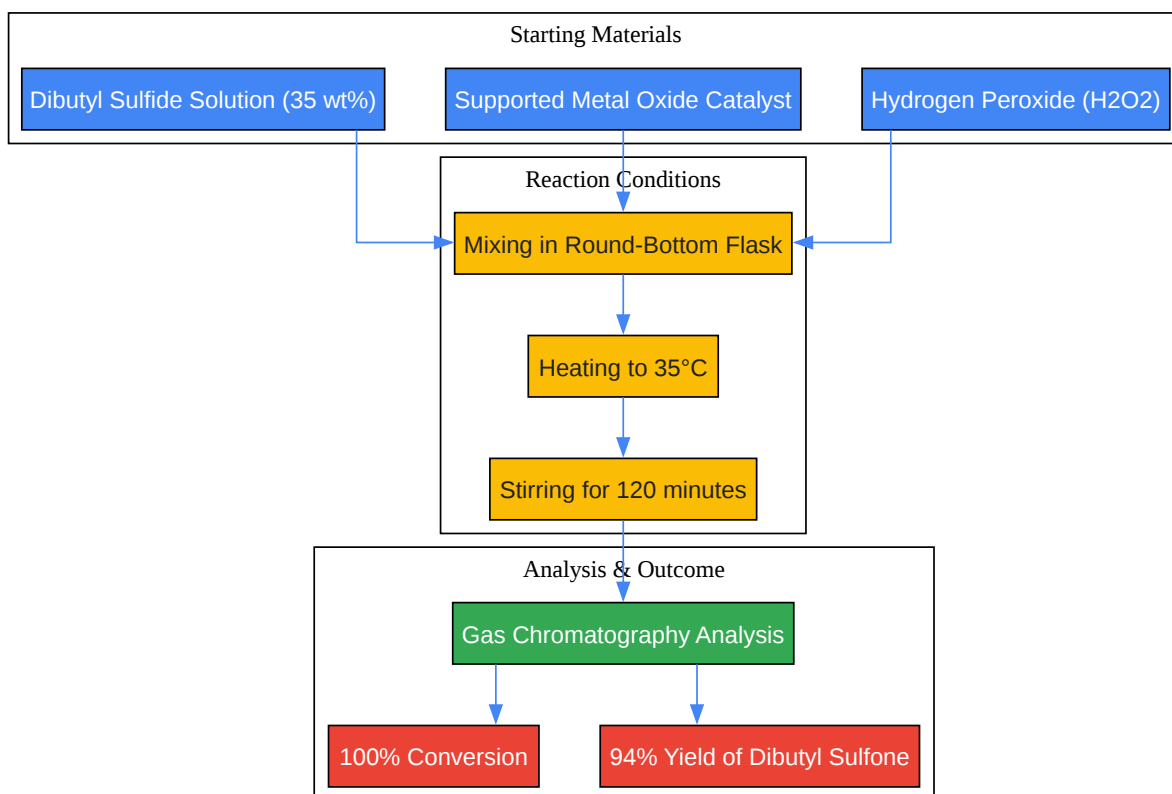 Starting Materials
Dibutyl Sulfide Solution (35 wt%)
Supported Metal Oxide Catalyst
Hydrogen Peroxide (H2O2)
Reaction Conditions
Mixing in Round-Bottom Flask
Heating to 35°C
Stirring for 120 minutes
Analysis & Outcome
Gas Chromatography Analysis
100% Conversion
94% Yield of Dibutyl Sulfone